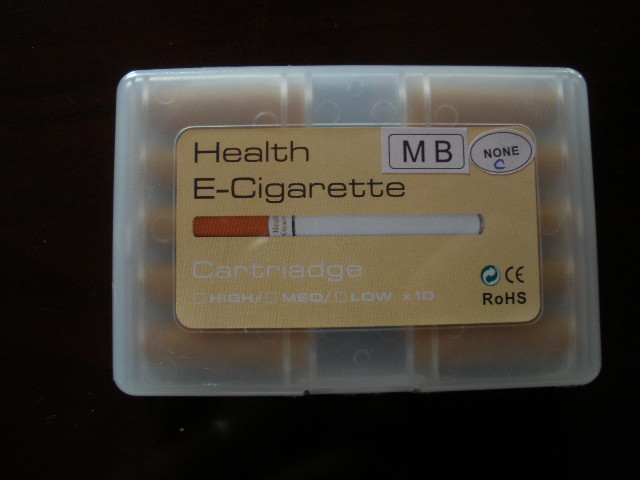 Health
E-Cigarette
MB
NONE
C
Cartriadge
HIGH/ MED/ LOW x10
CE
RoHS